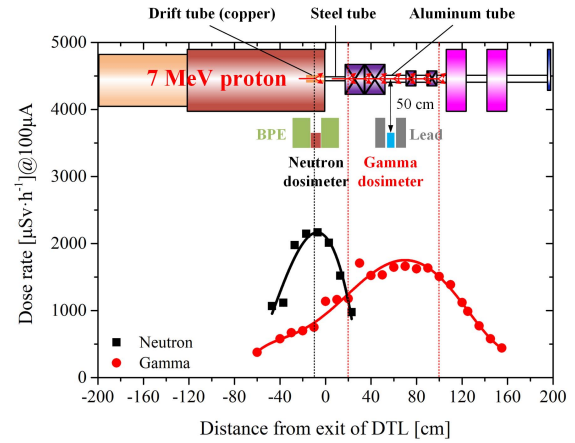 Drift tube (copper) Steel tube Aluminum tube
5000
7 MeV proton
4000
50 cm
BPE Lead
Neutron Gamma
dosimeter dosimeter
3000
2000
1000
0
Dose rate [μSv·h⁻¹]@100μA
Neutron
Gamma
-200 -160 -120 -80 -40 0 40 80 120 160 200
Distance from exit of DTL [cm]